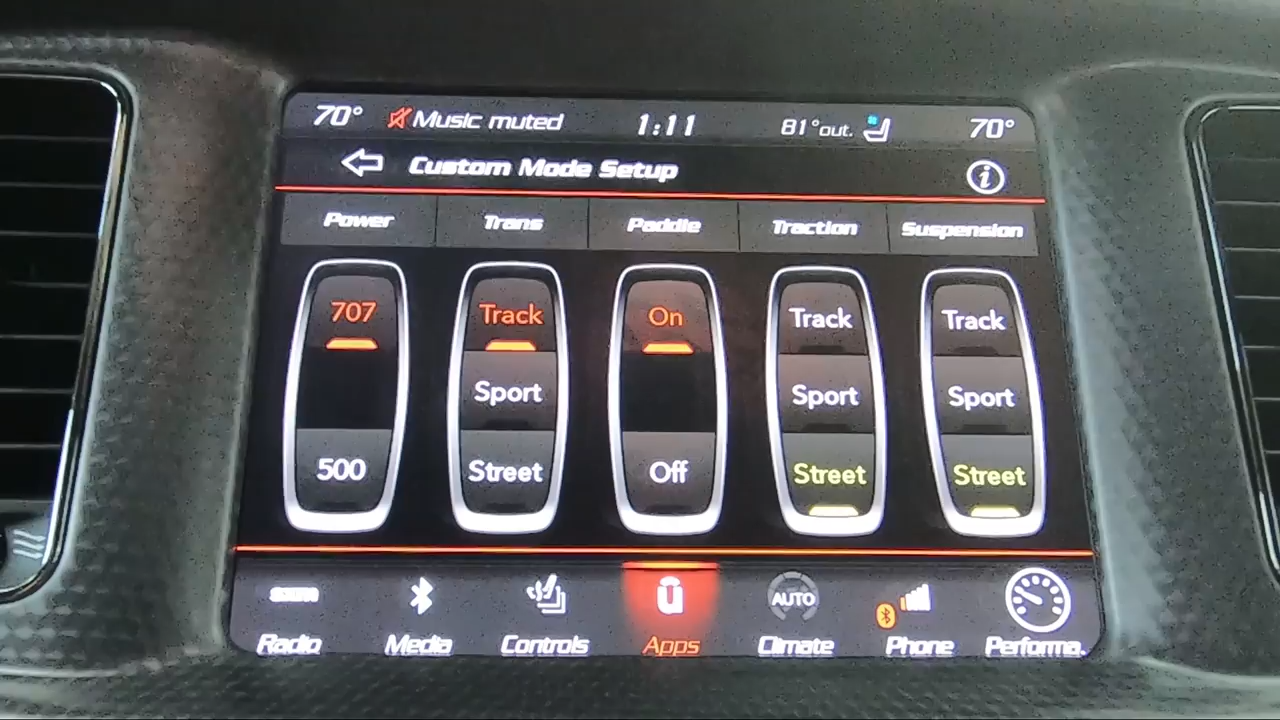 70° Music muted 1:11 81°out. 70°
Custom Mode Setup
Power Trans Paddle Traction Suspension
707 Track On Track Track
Sport Sport Sport
500 Street Off Street Street
AUTO
Radio Media Controls Apps Climate Phone Performa.